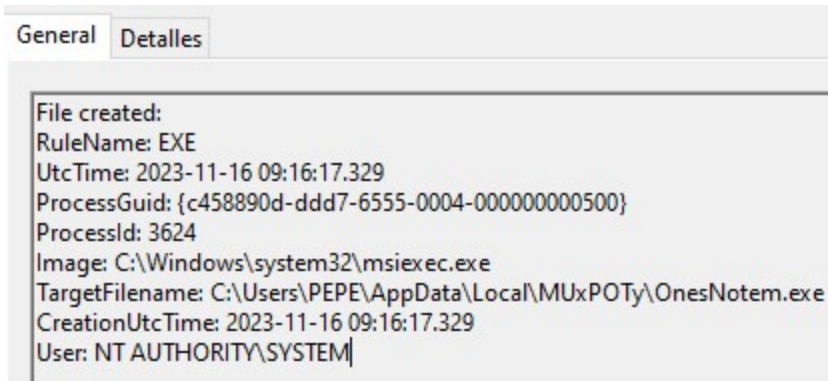 General Detalles
File created:
RuleName: EXE
UtcTime: 2023-11-16 09:16:17.329
ProcessGuid: {c458890d-ddd7-6555-0004-000000000500}
ProcessId: 3624
Image: C:\Windows\system32\msiexec.exe
TargetFilename: C:\Users\PEPE\AppData\Local\MUxPOTy\OnesNotem.exe
CreationUtcTime: 2023-11-16 09:16:17.329
User: NT AUTHORITY\SYSTEM